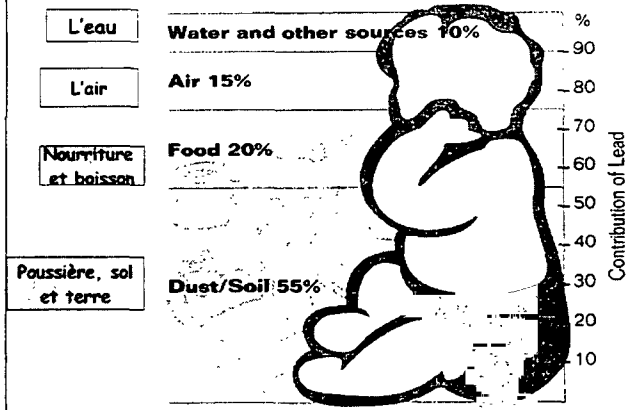 L'eau
Water and other sources 10%
%
90
L'air
Air 15%
80
70
Nourriture
et boisson
Food 20%
60
50
40
Poussière, sol
et terre
Dust/Soil 55%
30
20
10
Contribution of Lead